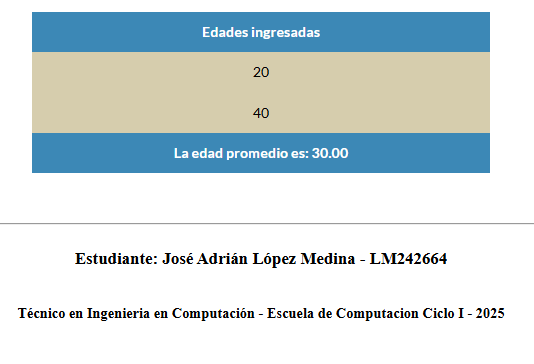 Edades ingresadas
20
40
La edad promedio es: 30.00
Estudiante: José Adrián López Medina - LM242664
Técnico en Ingenieria en Computación - Escuela de Computacion Ciclo I - 2025